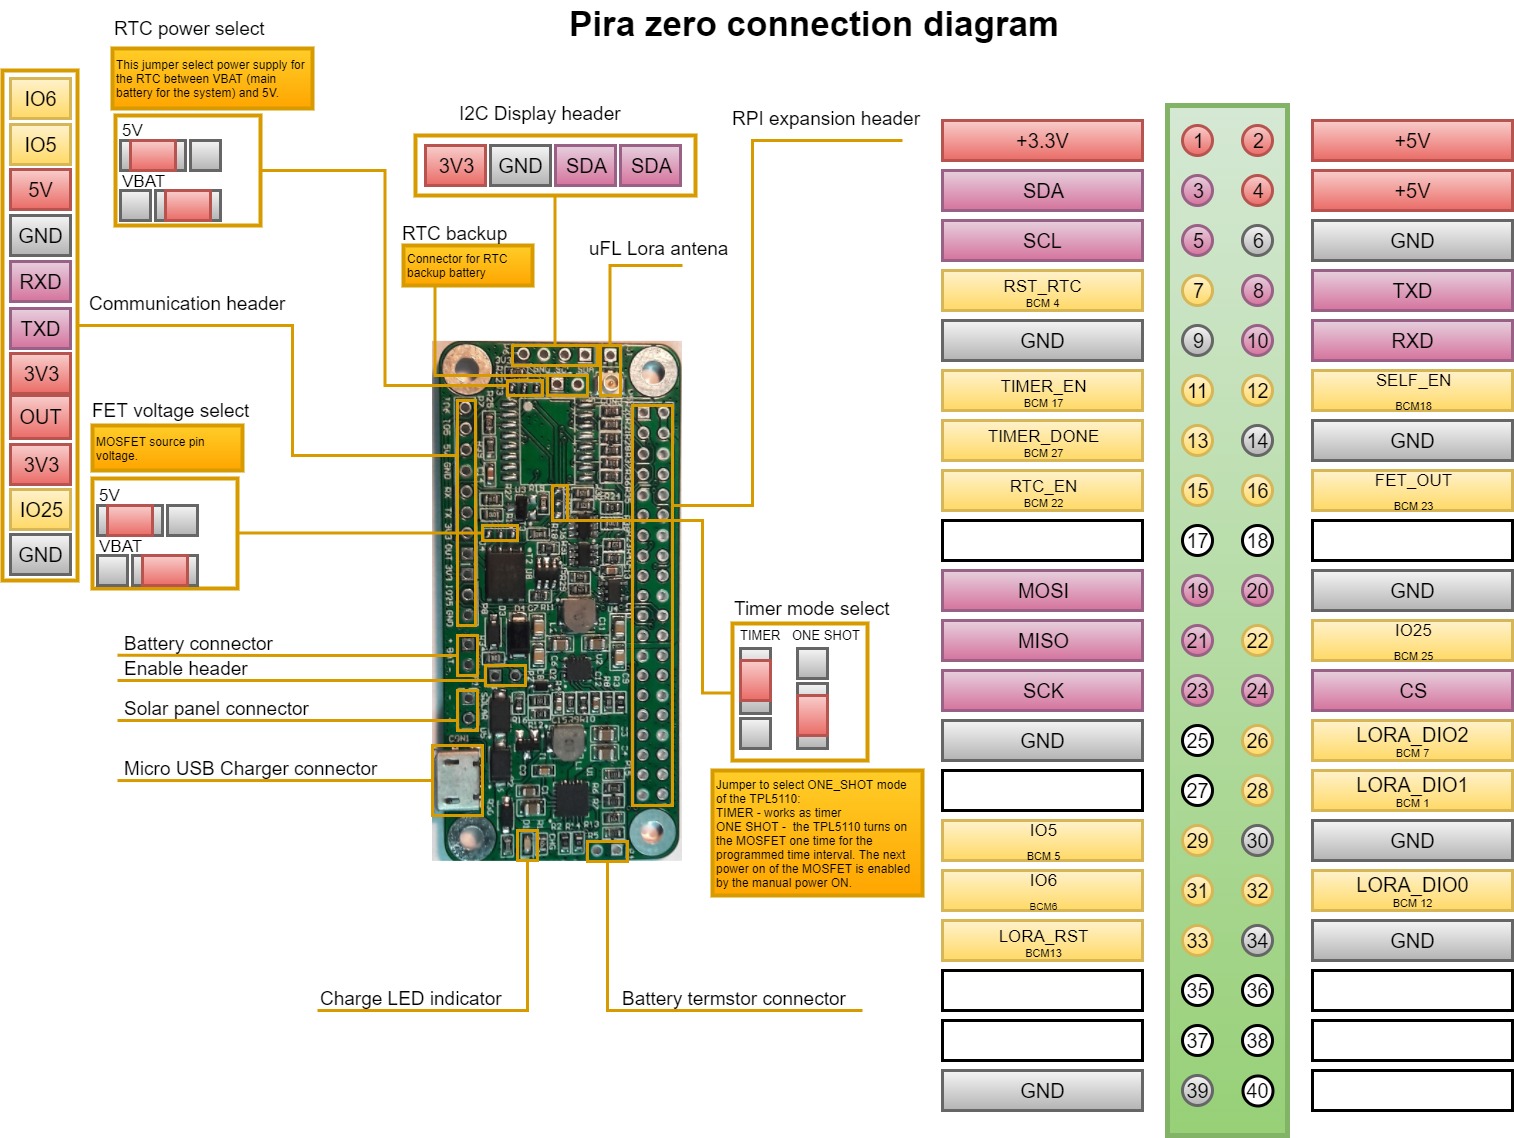 Pira zero connection diagram
RTC power select
This jumper select power supply for
the RTC between VBAT (main
battery for the system) and 5V.
5V
VBAT
IO6
IO5
5V
GND
RXD
TXD
3V3
OUT
3V3
IO25
GND
Communication header
I2C Display header
3V3 GND SDA SDA
RTC backup
Connector for RTC
backup battery
uFL Lora antena
RPI expansion header
FET voltage select
MOSFET source pin
voltage.
5V
VBAT
Battery connector
Enable header
Solar panel connector
Micro USB Charger connector
Charge LED indicator
Battery termstor connector
Timer mode select
TIMER ONE SHOT
Jumper to select ONE_SHOT mode
of the TPL5110:
TIMER - works as timer
ONE SHOT - the TPL5110 turns on
the MOSFET one time for the
programmed time interval. The next
power on of the MOSFET is enabled
by the manual power ON.
+3.3V 1 2 +5V
SDA 3 4 +5V
SCL 5 6 GND
RST_RTC 7 8 TXD
BCM 4
GND 9 10 RXD
TIMER_EN 11 12 SELF_EN
BCM 17 BCM18
TIMER_DONE 13 14 GND
BCM 27
RTC_EN 15 16 FET_OUT
BCM 22 BCM 23
17 18
MOSI 19 20 GND
MISO 21 22 IO25
BCM 25
SCK 23 24 CS
GND 25 26 LORA_DIO2
BCM 7
27 28 LORA_DIO1
BCM 1
IO5 29 30 GND
BCM 5
IO6 31 32 LORA_DIO0
BCM6 BCM 12
LORA_RST 33 34 GND
BCM13
35 36
37 38
GND 39 40